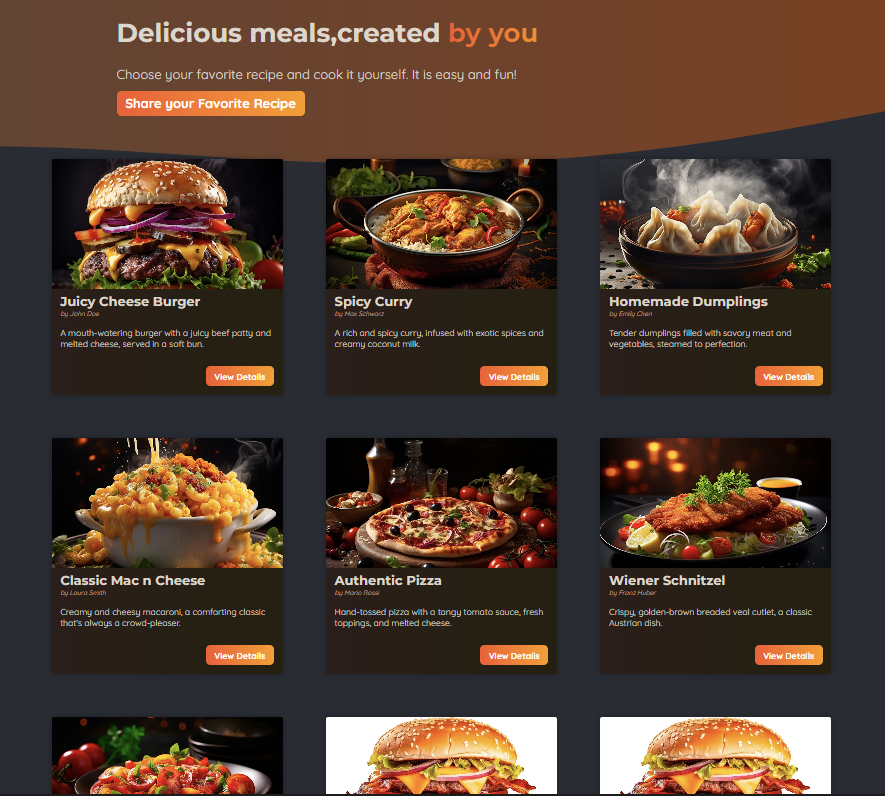 Delicious meals,created by you
Choose your favorite recipe and cook it yourself. It is easy and fun!
Share your Favorite Recipe
Juicy Cheese Burger
by John Doe
A mouth-watering burger with a juicy beef patty and
melted cheese, served in a soft bun.
View Details
Spicy Curry
by Max Schwarz
A rich and spicy curry, infused with exotic spices and
creamy coconut milk.
View Details
Homemade Dumplings
by Emily Chen
Tender dumplings filled with savory meat and
vegetables, steamed to perfection.
View Details
Classic Mac n Cheese
by Laura Smith
Creamy and cheesy macaroni, a comforting classic
that's always a crowd-pleaser.
View Details
Authentic Pizza
by Mario Rossi
Hand-tossed pizza with a tangy tomato sauce, fresh
toppings, and melted cheese.
View Details
Wiener Schnitzel
by Franz Huber
Crispy, golden-brown breaded veal cutlet, a classic
Austrian dish.
View Details